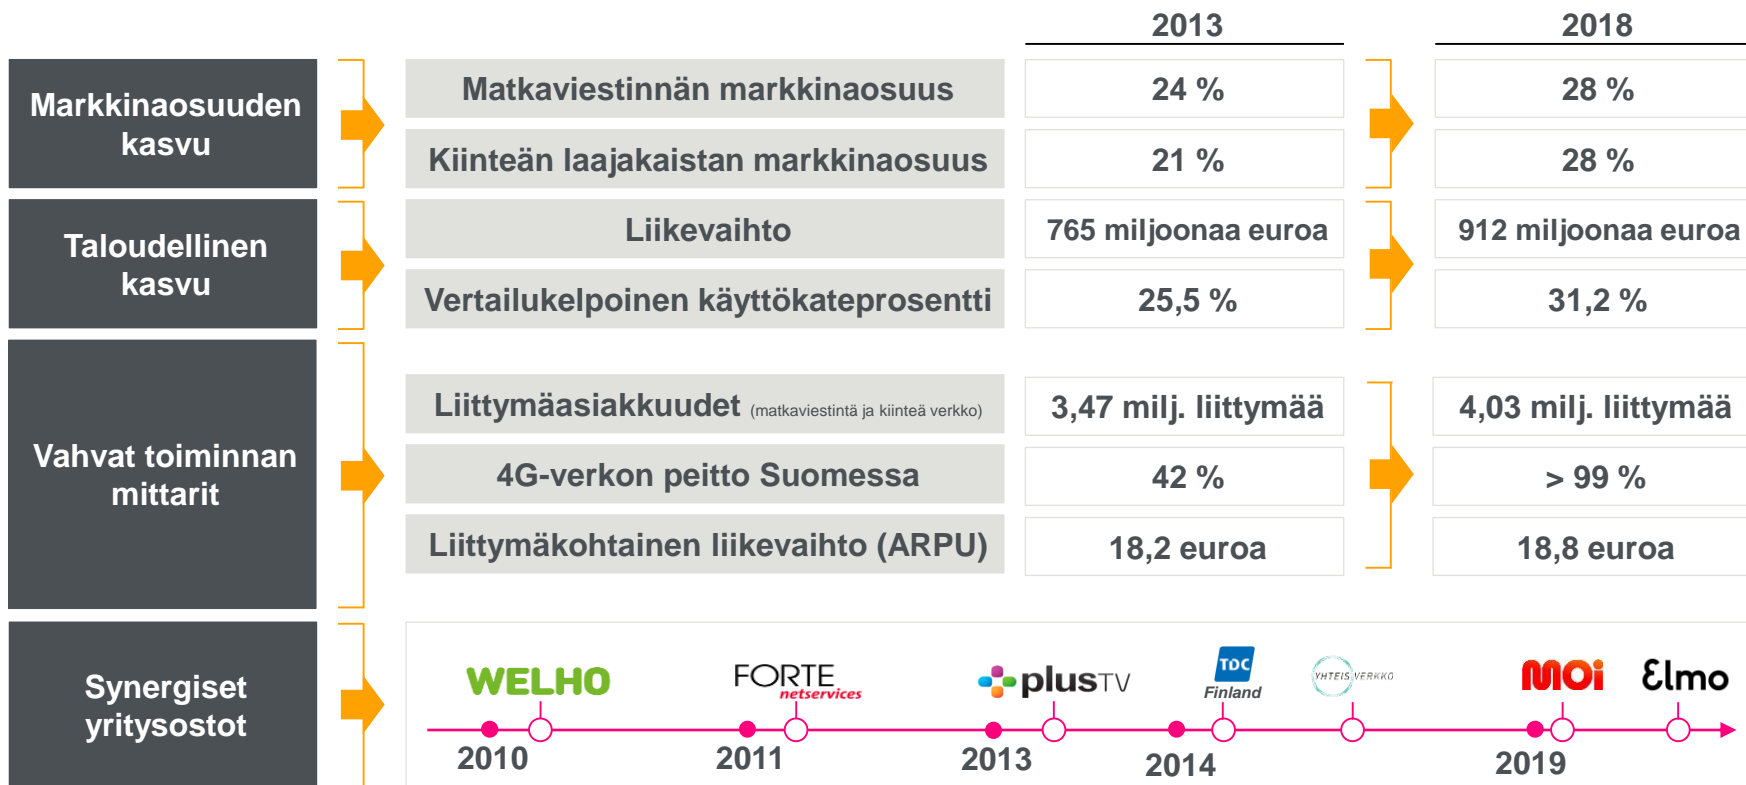 2013
2018
Markkinaosuuden
kasvu
Matkaviestinnän markkinaosuus
24 %
28 %
Kiinteän laajakaistan markkinaosuus
21 %
28 %
Taloudellinen
kasvu
Liikevaihto
765 miljoonaa euroa
912 miljoonaa euroa
Vertailukelpoinen käyttökateprosentti
25,5 %
31,2 %
Vahvat toiminnan
mittarit
Liittymäasiakkuudet (matkaviestintä ja kiinteä verkko)
3,47 milj. liittymää
4,03 milj. liittymää
4G-verkon peitto Suomessa
42 %
> 99 %
Liittymäkohtainen liikevaihto (ARPU)
18,2 euroa
18,8 euroa
Synergiset
yritysostot
WELHO
FORTE
netservices
plusTV
TDC
Finland
YHTEIS VERKKO
MOi
Elmo
2010
2011
2013
2014
2019